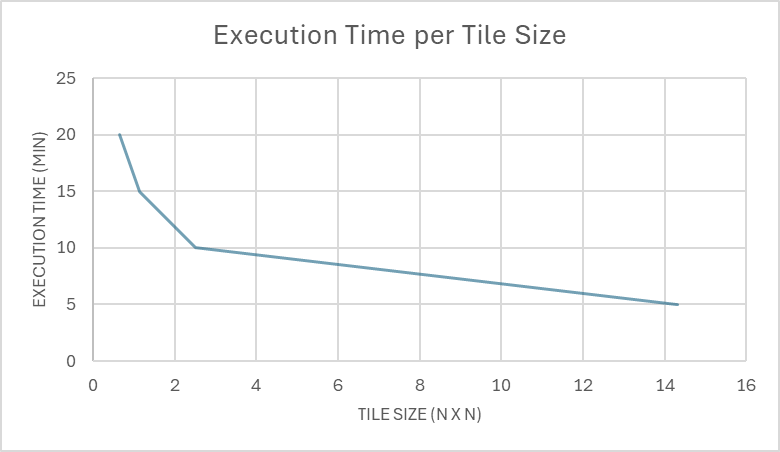 Execution Time per Tile Size
25
20
15
10
5
0
EXECUTION TIME (MIN)
0 2 4 6 8 10 12 14 16
TILE SIZE (N X N)